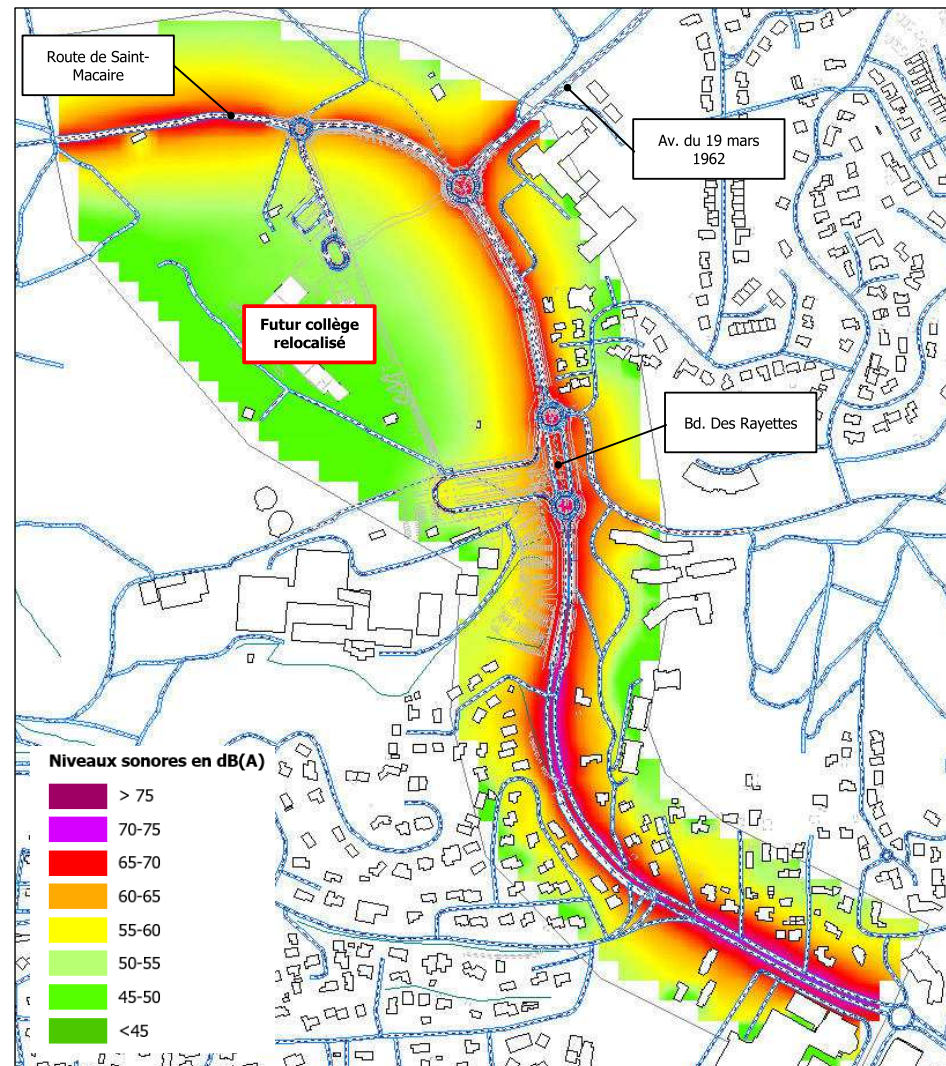 Route de Saint-
Macaire
Av. du 19 mars
1962
Futur collège
relocalisé
Bd. Des Rayettes
Niveaux sonores en dB(A)
> 75
70-75
65-70
60-65
55-60
50-55
45-50
<45